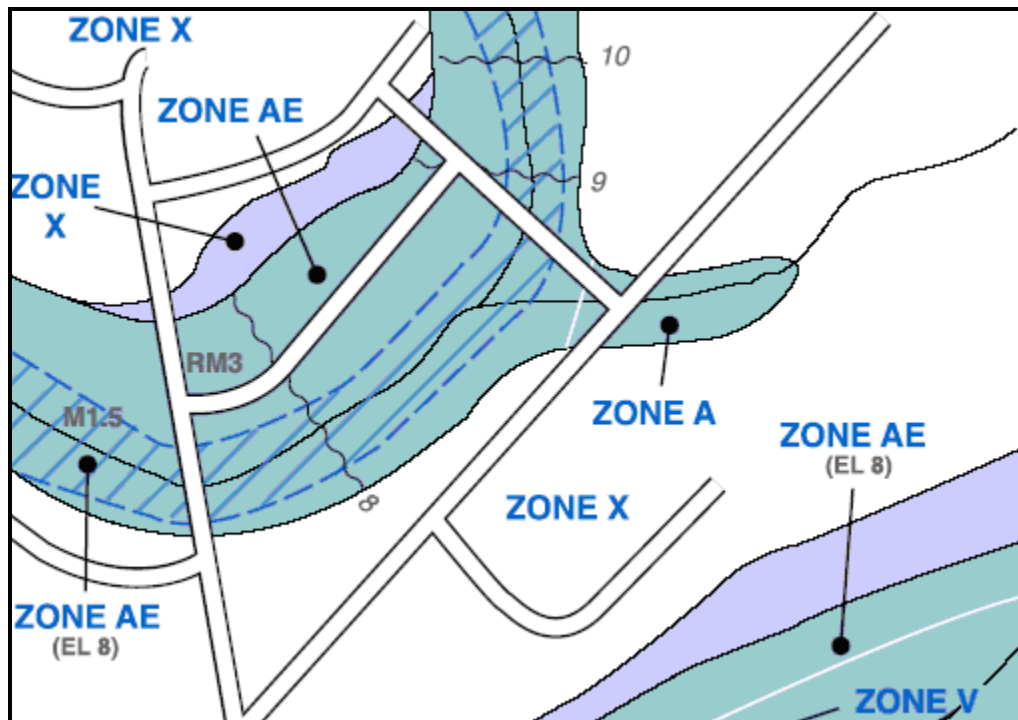 ZONE X
10
ZONE AE
9
ZONE
X
RM3
M1.5
ZONE A
ZONE AE
(EL 8)
8
ZONE X
ZONE AE
(EL 8)
ZONE V